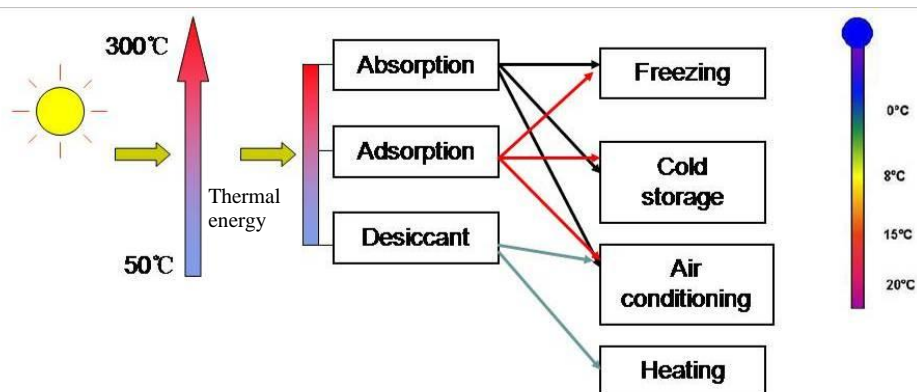 300℃
Thermal
energy
50℃
Absorption
Adsorption
Desiccant
Freezing
Cold
storage
Air
conditioning
Heating
0°C
8°C
15°C
20°C